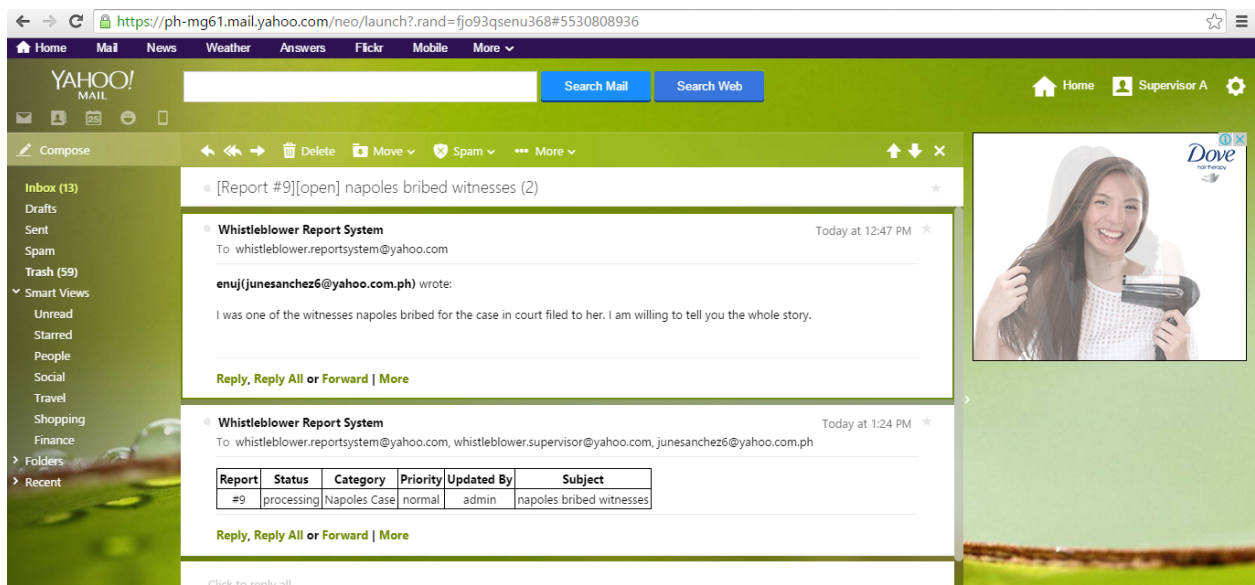 https://ph-mg61.mail.yahoo.com/neo/launch?.rand=fjo93qsenu368#5530808936
Home Mail News Weather Answers Flickr Mobile More
YAHOO!
MAIL
Search Mail Search Web
Home Supervisor A
25
Compose
Delete Move Spam More
Inbox (13)
Drafts
Sent
Spam
Trash (59)
Smart Views
Unread
Starred
People
Social
Travel
Shopping
Finance
Folders
Recent
[Report #9][open] napoles bribed witnesses (2)
Whistleblower Report System Today at 12:47 PM
To whistleblower.reportsystem@yahoo.com
enuj(junesanchez6@yahoo.com.ph) wrote:
I was one of the witnesses napoles bribed for the case in court filed to her. I am willing to tell you the whole story.
Reply, Reply All or Forward | More
Whistleblower Report System Today at 1:24 PM
To whistleblower.reportsystem@yahoo.com, whistleblower.supervisor@yahoo.com, junesanchez6@yahoo.com.ph
Report Status Category Priority Updated By Subject
#9 processing Napoles Case normal admin napoles bribed witnesses
Reply, Reply All or Forward | More
Click to reply all
Dove
hair therapy